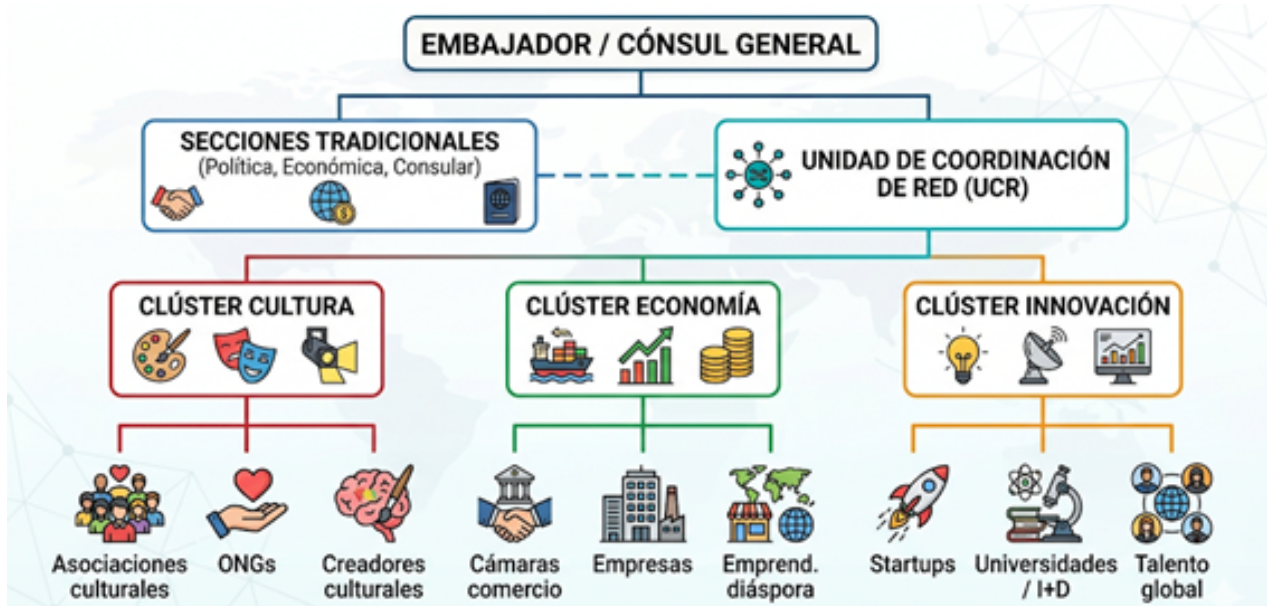 EMBAJADOR / CÓNSUL GENERAL
SECCIONES TRADICIONALES
(Política, Económica, Consular)
UNIDAD DE COORDINACIÓN
DE RED (UCR)
CLÚSTER CULTURA
CLÚSTER ECONOMÍA
CLÚSTER INNOVACIÓN
Asociaciones
culturales
ONGs
Creadores
culturales
Cámaras
comercio
Empresas
Emprend.
diáspora
Startups
Universidades
/ I+D
Talento
global